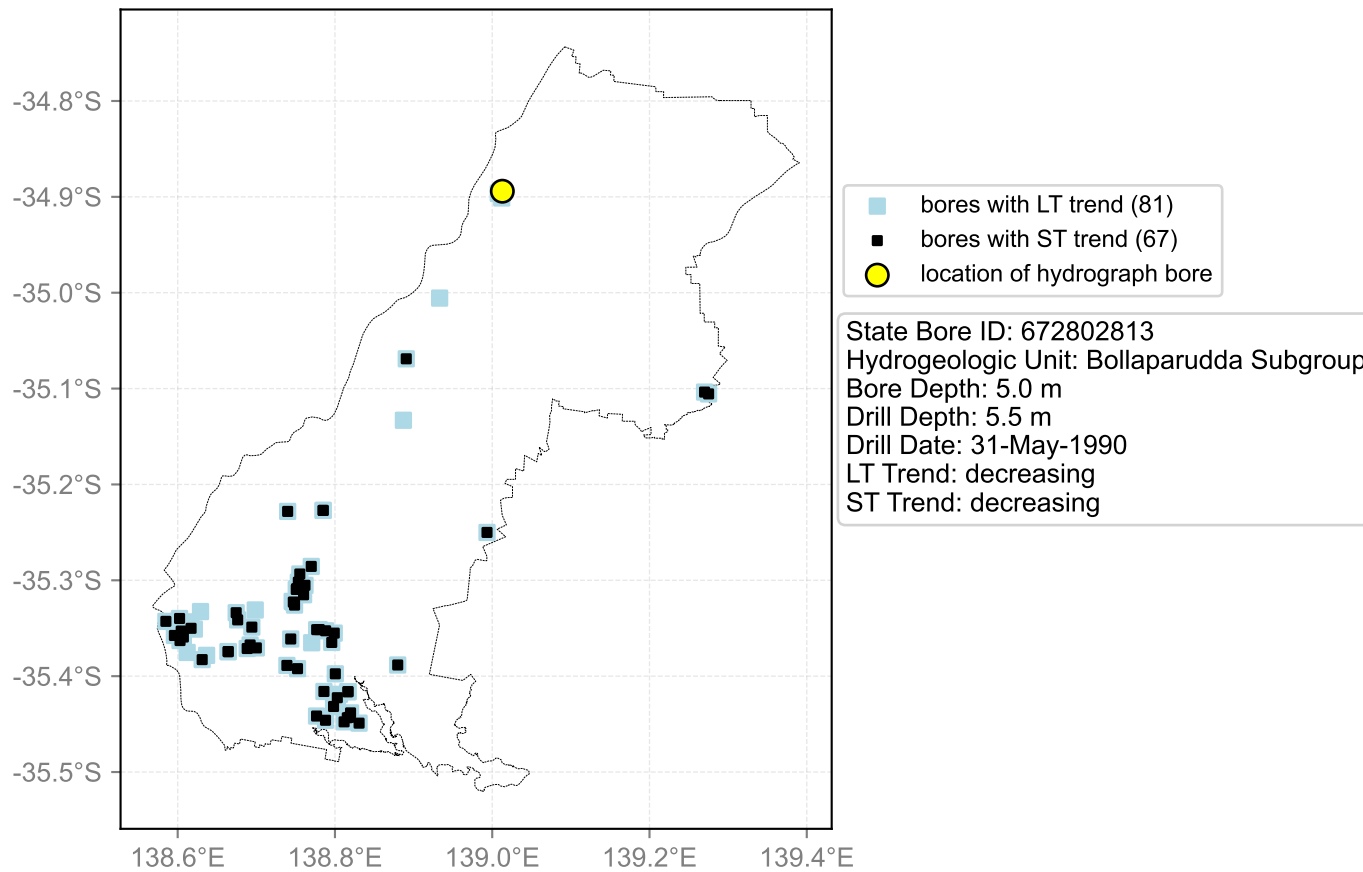 -34.8°S
-34.9°S
-35.0°S
-35.1°S
-35.2°S
-35.3°S
-35.4°S
-35.5°S
138.6°E
138.8°E
139.0°E
139.2°E
139.4°E
bores with LT trend (81)
bores with ST trend (67)
location of hydrograph bore
State Bore ID: 672802813
Hydrogeologic Unit: Bollaparudda Subgroup
Bore Depth: 5.0 m
Drill Depth: 5.5 m
Drill Date: 31-May-1990
LT Trend: decreasing
ST Trend: decreasing